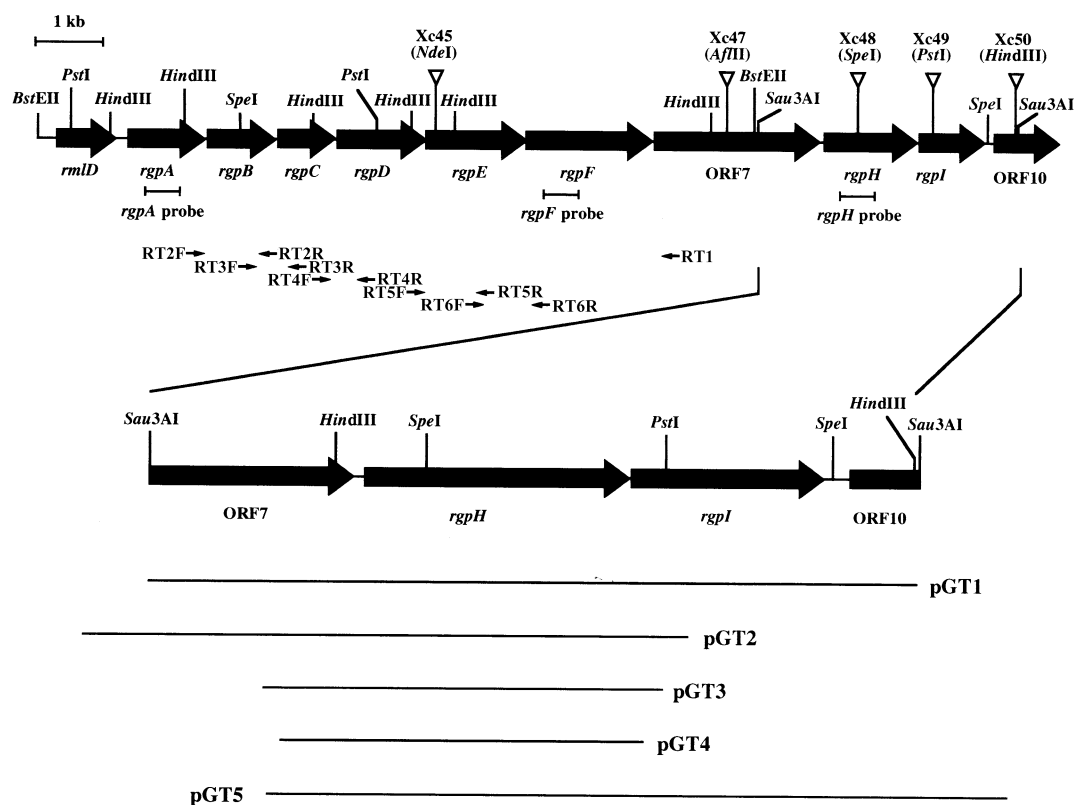 1 kb
Xc45
(NdeI)
Xc47
(AflII)
Xc48
(SpeI)
Xc49
(PstI)
Xc50
(HindIII)
BstEII
PstI
HindIII
HindIII
SpeI
HindIII
PstI
HindIII
HindIII
HindIII
BstEII
Sau3AI
SpeI
Sau3AI
rmlD
rgpA
rgpB
rgpC
rgpD
rgpE
rgpF
ORF7
rgpH
rgpI
ORF10
rgpA probe
rgpF probe
rgpH probe
RT2F
RT2R
RT1
RT3F
RT3R
RT4F
RT4R
RT5F
RT5R
RT6F
RT6R
Sau3AI
HindIII
SpeI
PstI
SpeI
HindIII
Sau3AI
ORF7
rgpH
rgpI
ORF10
pGT1
pGT2
pGT3
pGT4
pGT5